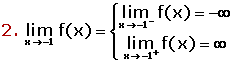 2. lim f(x) = { lim f(x) = -∞
x→-1 x→-1⁻
lim f(x) = ∞
x→-1⁺